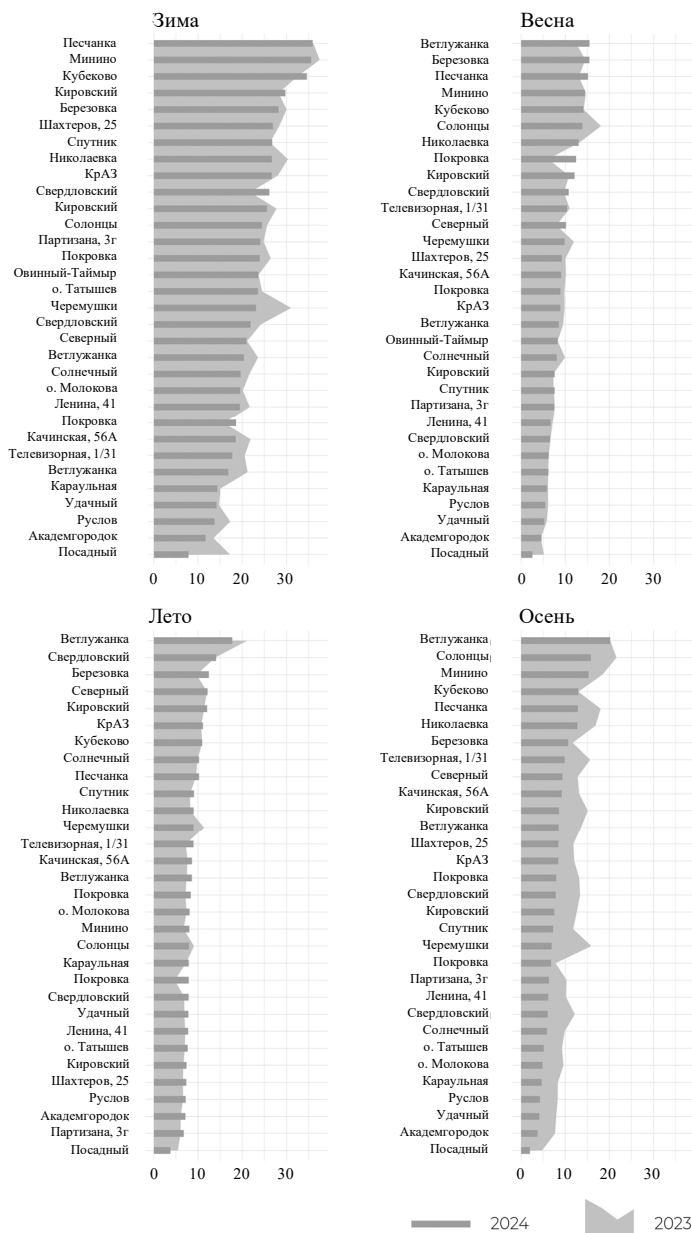 Зима
Песчанка
Минино
Кубеково
Кировский
Березовка
Шахтеров, 25
Спутник
Николаевка
КрАЗ
Свердловский
Кировский
Солонцы
Партизана, 3г
Покровка
Овинный-Таймыр
о. Татышев
Черемушки
Свердловский
Северный
Ветлужанка
Солнечный
о. Молокова
Ленина, 41
Покровка
Качинская, 56А
Телевизорная, 1/31
Ветлужанка
Караульная
Удачный
Руслов
Академгородок
Посадный
0 10 20 30
Весна
Ветлужанка
Березовка
Песчанка
Минино
Кубеково
Солонцы
Николаевка
Покровка
Кировский
Свердловский
Телевизорная, 1/31
Северный
Черемушки
Шахтеров, 25
Качинская, 56А
Покровка
КрАЗ
Ветлужанка
Овинный-Таймыр
Солнечный
Кировский
Спутник
Партизана, 3г
Ленина, 41
Свердловский
о. Молокова
о. Татышев
Караульная
Руслов
Удачный
Академгородок
Посадный
0 10 20 30
Лето
Ветлужанка
Свердловский
Березовка
Северный
Кировский
КрАЗ
Кубеково
Солнечный
Песчанка
Спутник
Николаевка
Черемушки
Телевизорная, 1/31
Качинская, 56А
Ветлужанка
Покровка
о. Молокова
Минино
Солонцы
Караульная
Покровка
Свердловский
Удачный
Ленина, 41
о. Татышев
Кировский
Шахтеров, 25
Руслов
Академгородок
Партизана, 3г
Посадный
0 10 20 30
Осень
Ветлужанка
Солонцы
Минино
Кубеково
Песчанка
Николаевка
Березовка
Телевизорная, 1/31
Северный
Качинская, 56А
Кировский
Ветлужанка
Шахтеров, 25
КрАЗ
Покровка
Свердловский
Кировский
Спутник
Черемушки
Покровка
Партизана, 3г
Ленина, 41
Свердловский
Солнечный
о. Татышев
о. Молокова
Караульная
Руслов
Удачный
Академгородок
Посадный
0 10 20 30
2024 2023